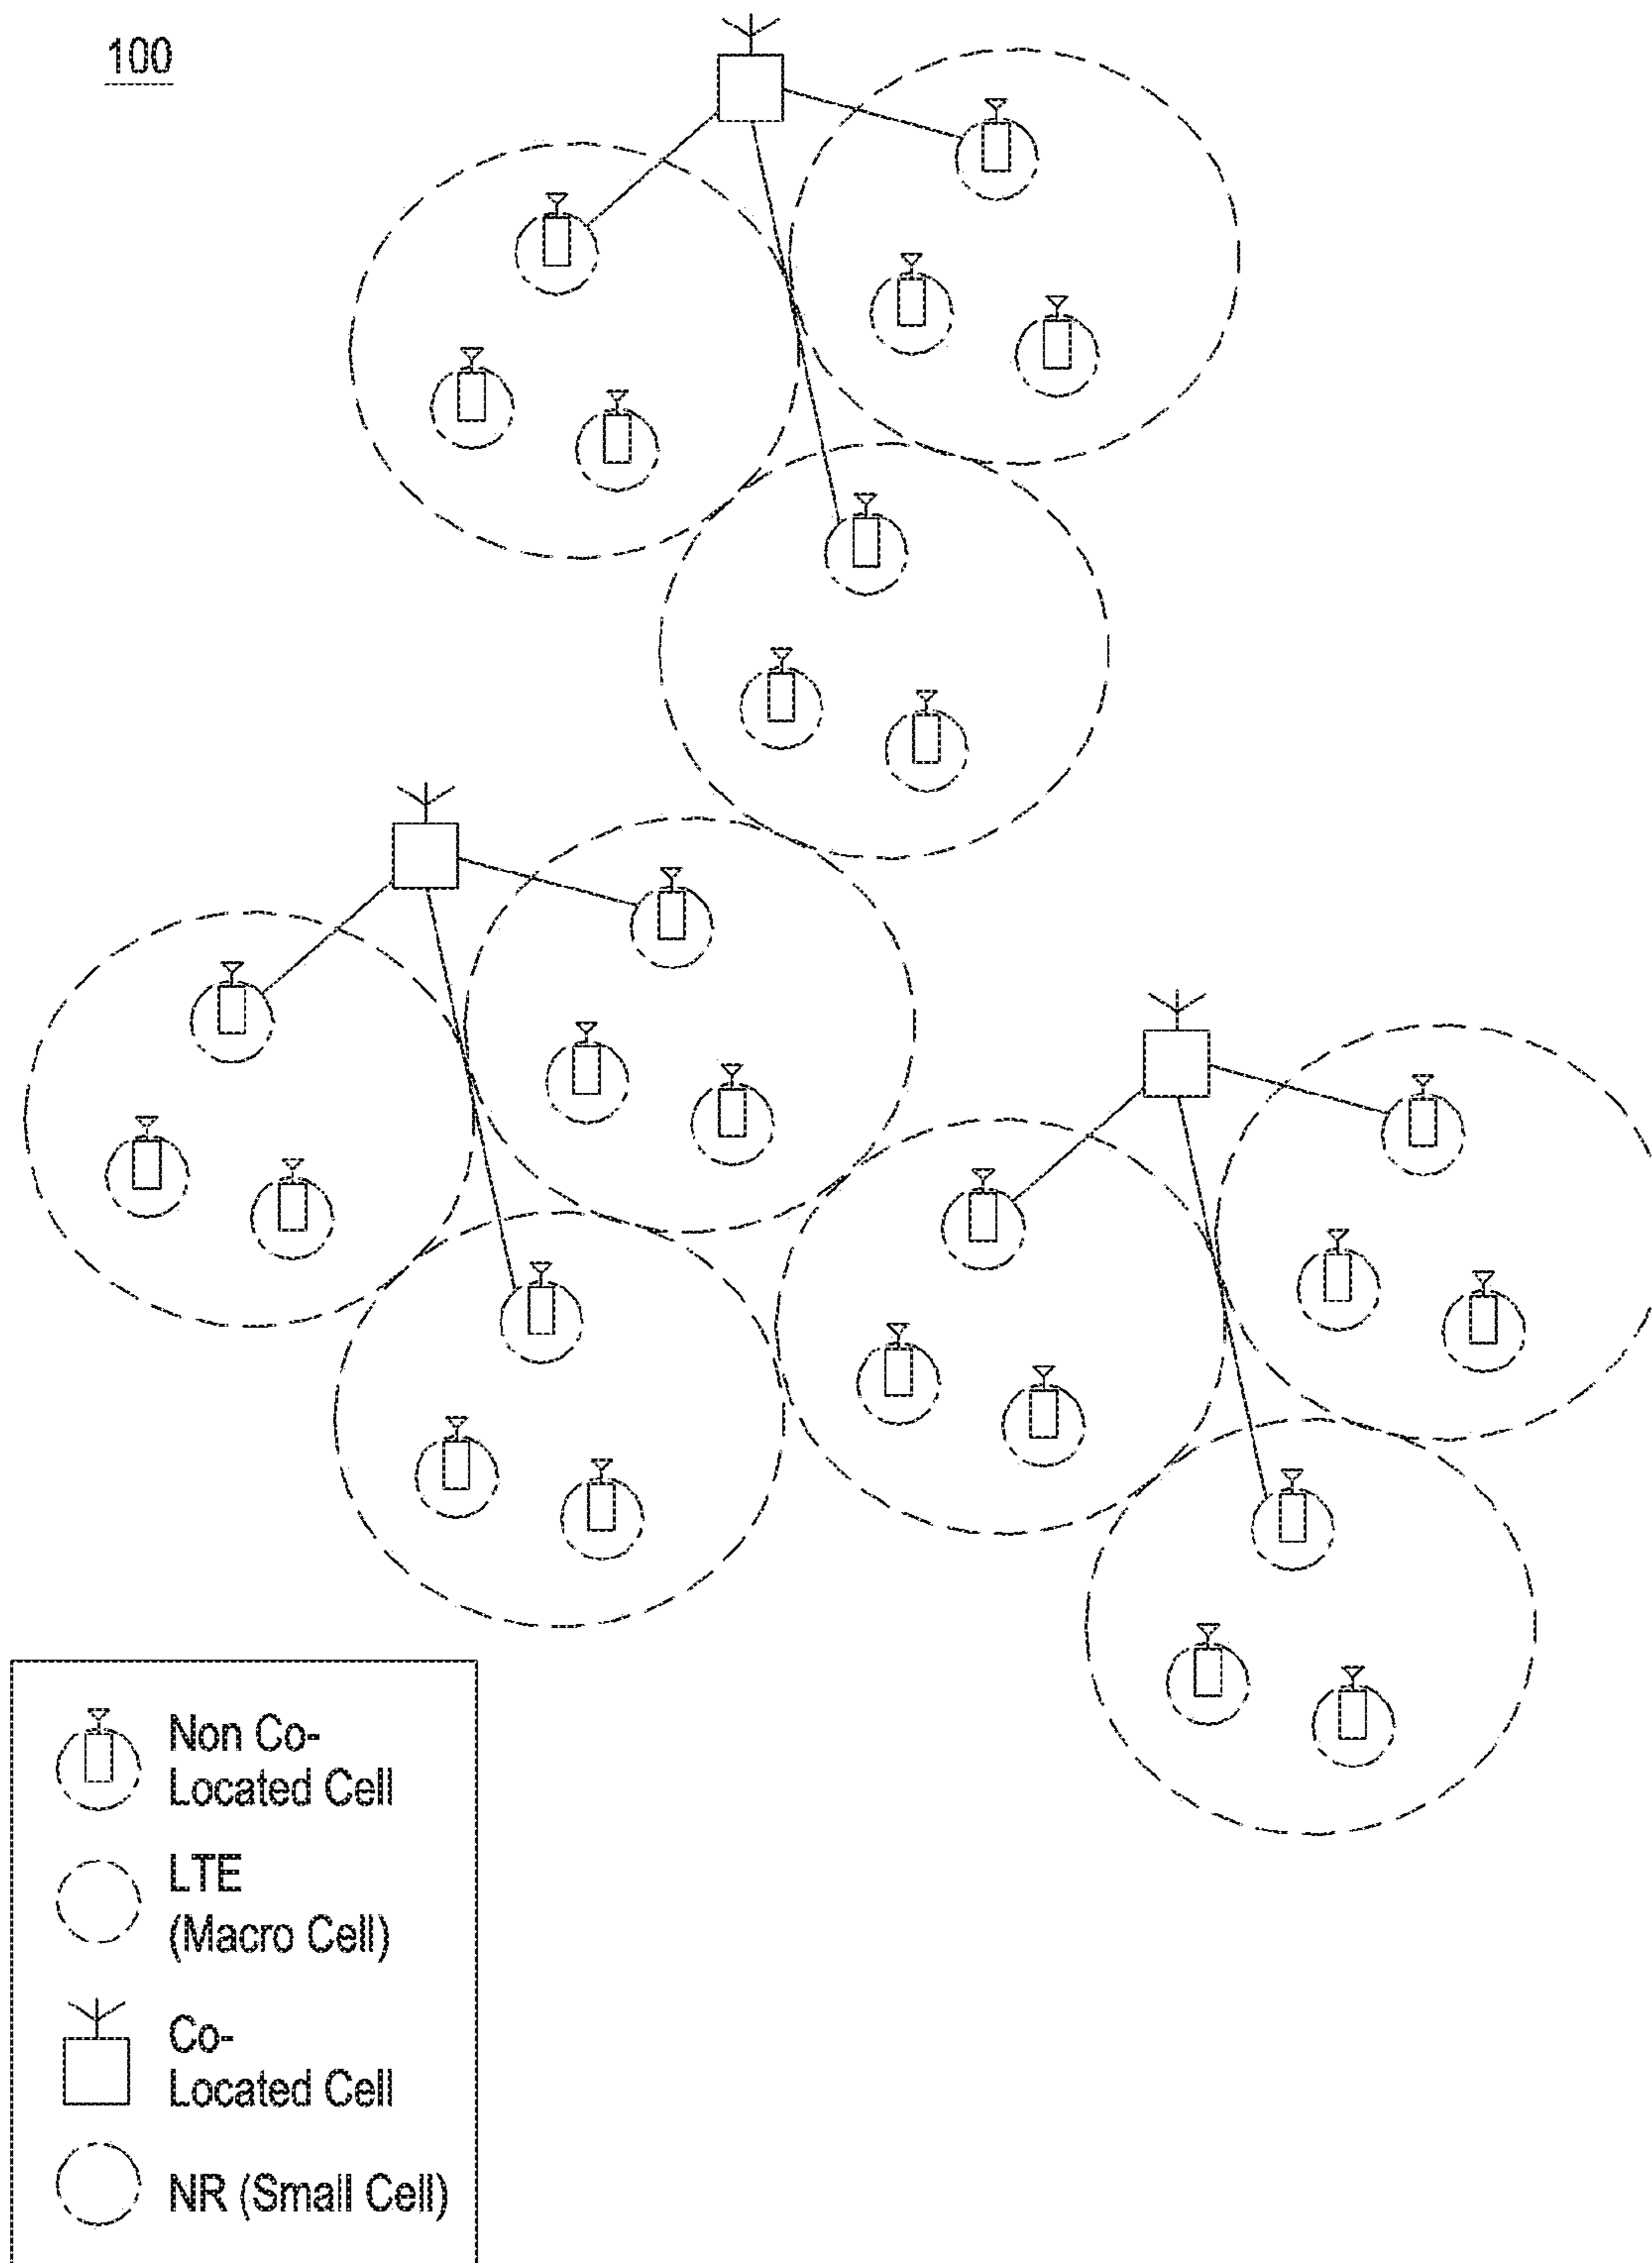 100
Non Co-
Located Cell
LTE
(Macro Cell)
Co-
Located Cell
NR (Small Cell)